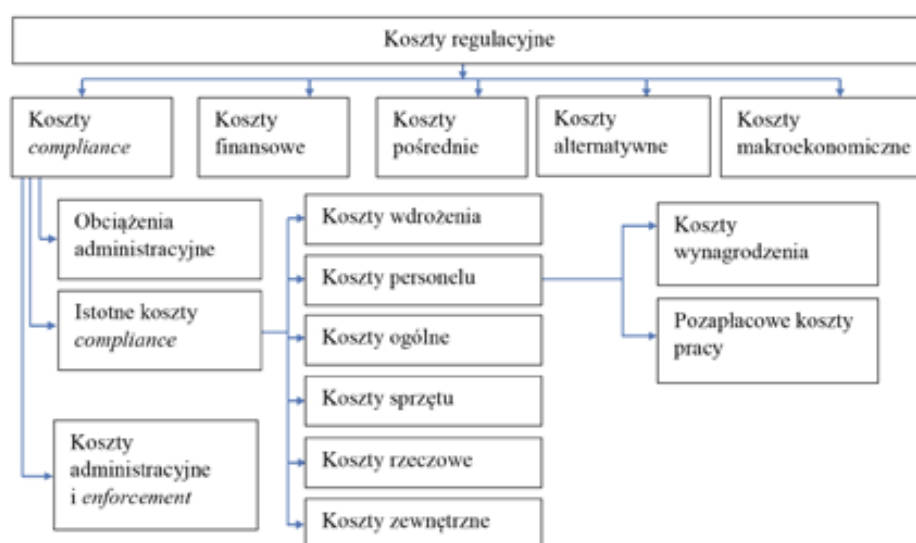 Koszty regulacyjne
Koszty
compliance
Koszty
finansowe
Koszty
pośrednie
Koszty
alternatywne
Koszty
makroekonomiczne
Obciążenia
administracyjne
Istotne koszty
compliance
Koszty
administracyjne
i enforcement
Koszty wdrożenia
Koszty personelu
Koszty ogólne
Koszty sprzętu
Koszty rzeczowe
Koszty zewnętrzne
Koszty
wynagrodzenia
Pozapłacowe koszty
pracy